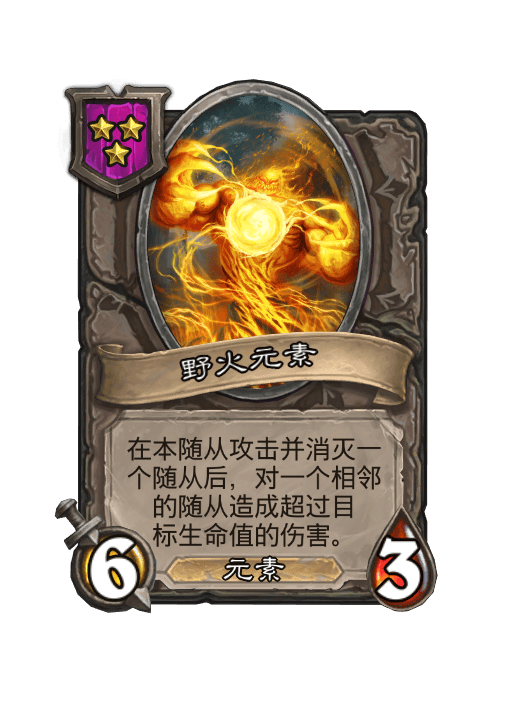 野火元素
在本随从攻击并消灭一
个随从后，对一个相邻
的随从造成超过目
标生命值的伤害。
6
元素
3